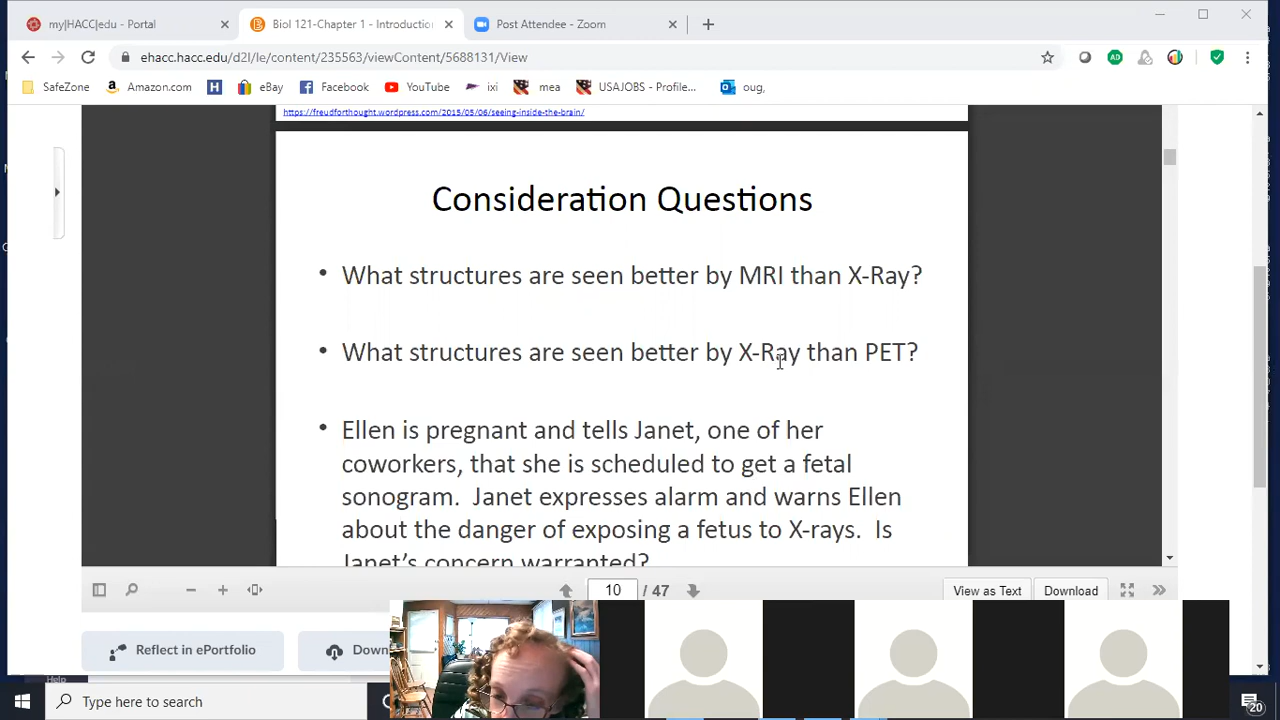 my|HACC|edu - Portal
Biol 121-Chapter 1 - Introductio
Post Attendee - Zoom
ehacc.hacc.edu/d2l/le/content/235563/viewContent/5688131/View
SafeZone
Amazon.com
H
eBay
Facebook
YouTube
ixi
mea
USAJOBS - Profile...
oug,
https://freudforthought.wordpress.com/2015/05/06/seeing-inside-the-brain/
Consideration Questions
• What structures are seen better by MRI than X-Ray?
• What structures are seen better by X-Ray than PET?
• Ellen is pregnant and tells Janet, one of her
coworkers, that she is scheduled to get a fetal
sonogram. Janet expresses alarm and warns Ellen
about the danger of exposing a fetus to X-rays. Is
Janet's concern warranted?
10 / 47
View as Text
Download
Reflect in ePortfolio
Down
Help
Type here to search
20